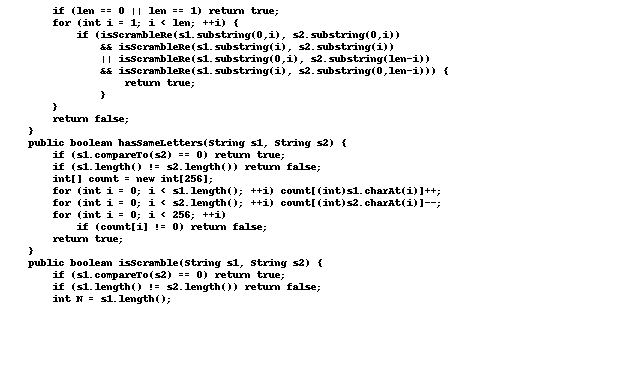 if (len == 0 || len == 1) return true;
for (int i = 1; i < len; ++i) {
if (isScrambleRe(s1.substring(0,i), s2.substring(0,i))
&& isScrambleRe(s1.substring(i), s2.substring(i))
|| isScrambleRe(s1.substring(0,i), s2.substring(len-i))
&& isScrambleRe(s1.substring(i), s2.substring(0,len-i))) {
return true;
}
}
return false;
}
public boolean hasSameLetters(String s1, String s2) {
if (s1.compareTo(s2) == 0) return true;
if (s1.length() != s2.length()) return false;
int[] count = new int[256];
for (int i = 0; i < s1.length(); ++i) count[(int)s1.charAt(i)]++;
for (int i = 0; i < s2.length(); ++i) count[(int)s2.charAt(i)]--;
for (int i = 0; i < 256; ++i)
if (count[i] != 0) return false;
return true;
}
public boolean isScramble(String s1, String s2) {
if (s1.compareTo(s2) == 0) return true;
if (s1.length() != s2.length()) return false;
int N = s1.length();